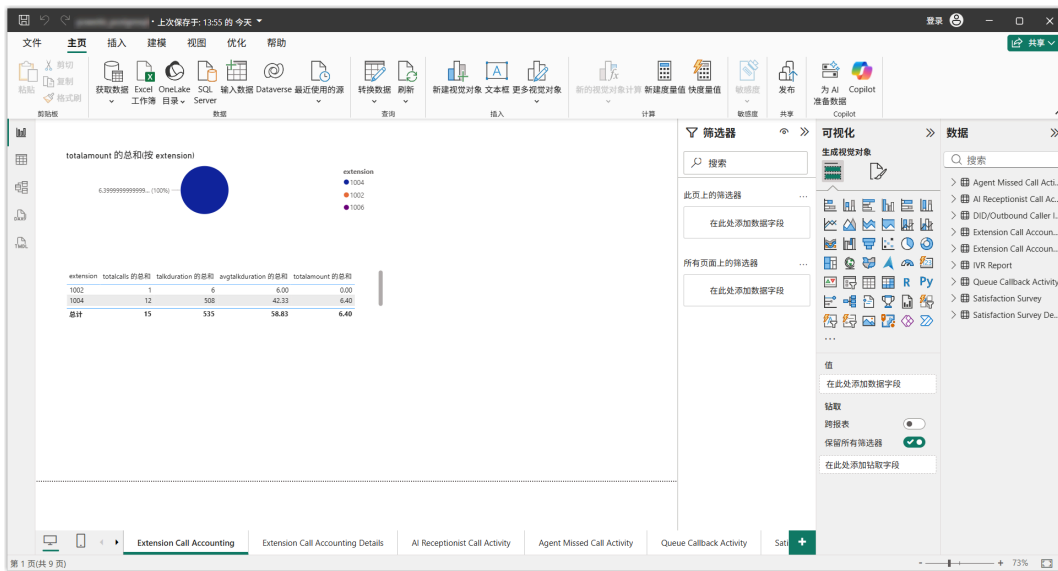 • 上次保存于: 13:55 的 今天
登录
文件 主页 插入 建模 视图 优化 帮助
共享
粘贴
剪切
复制
格式刷
剪贴板
获取数据
Excel 工作簿
OneLake 目录
SQL Server
输入数据
Dataverse
最近使用的源
数据
转换数据
刷新
查询
新建视觉对象
文本框
更多视觉对象
插入
新的视觉对象计算
新建度量值
快度量值
计算
敏感度
敏感度
发布
共享
为 AI 准备数据
Copilot
Copilot
totalamount 的总和(按 extension)
6.3999999999999... (100%)
extension
1004
1002
1006
extension totalcalls 的总和 talkduration 的总和 avgtalkduration 的总和 totalamount 的总和
1002 1 6 6.00 0.00
1004 12 508 42.33 6.40
总计 15 535 58.83 6.40
筛选器
搜索
此页上的筛选器 ...
在此处添加数据字段
所有页面上的筛选器 ...
在此处添加数据字段
可视化
生成视觉对象
R Py
...
值
在此处添加数据字段
钻取
跨报表
保留所有筛选器
在此处添加钻取字段
数据
搜索
Agent Missed Call Acti...
AI Receptionist Call Ac...
DID/Outbound Caller I...
Extension Call Accoun...
Extension Call Accoun...
IVR Report
Queue Callback Activity
Satisfaction Survey
Satisfaction Survey De...
Extension Call Accounting
Extension Call Accounting Details
AI Receptionist Call Activity
Agent Missed Call Activity
Queue Callback Activity
Sati
第 1 页(共 9 页)
73%